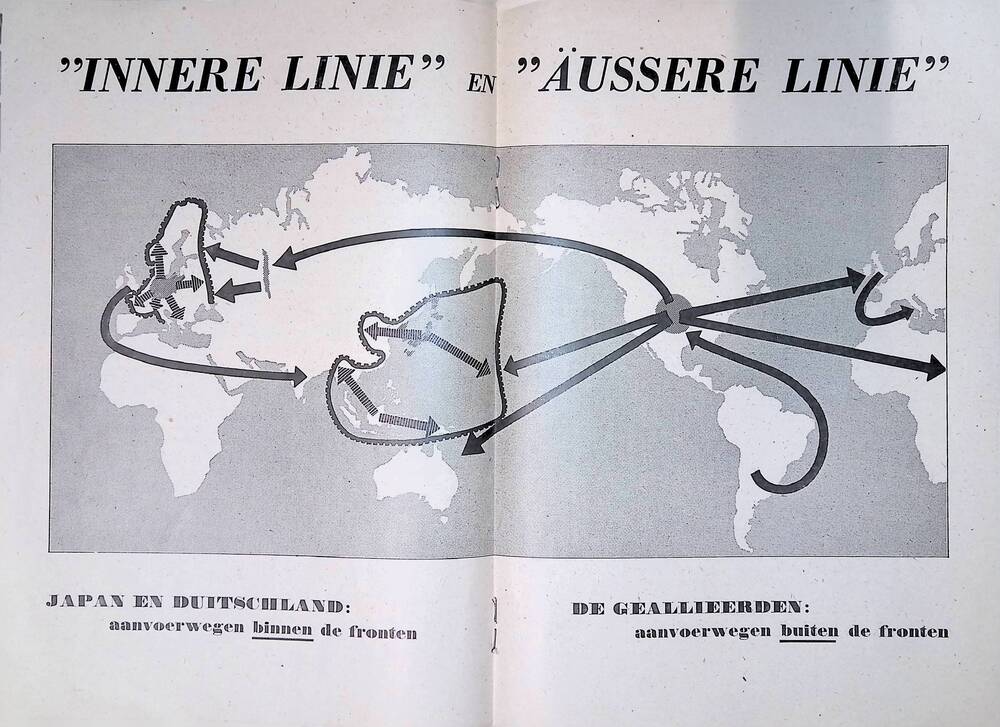 ”INNERE LINIE” EN ”ÄUSSERE LINIE”
JAPAN EN DUITSCHLAND:
aanvoerwegen binnen de fronten
DE GEALLIEERDEN:
aanvoerwegen buiten de fronten